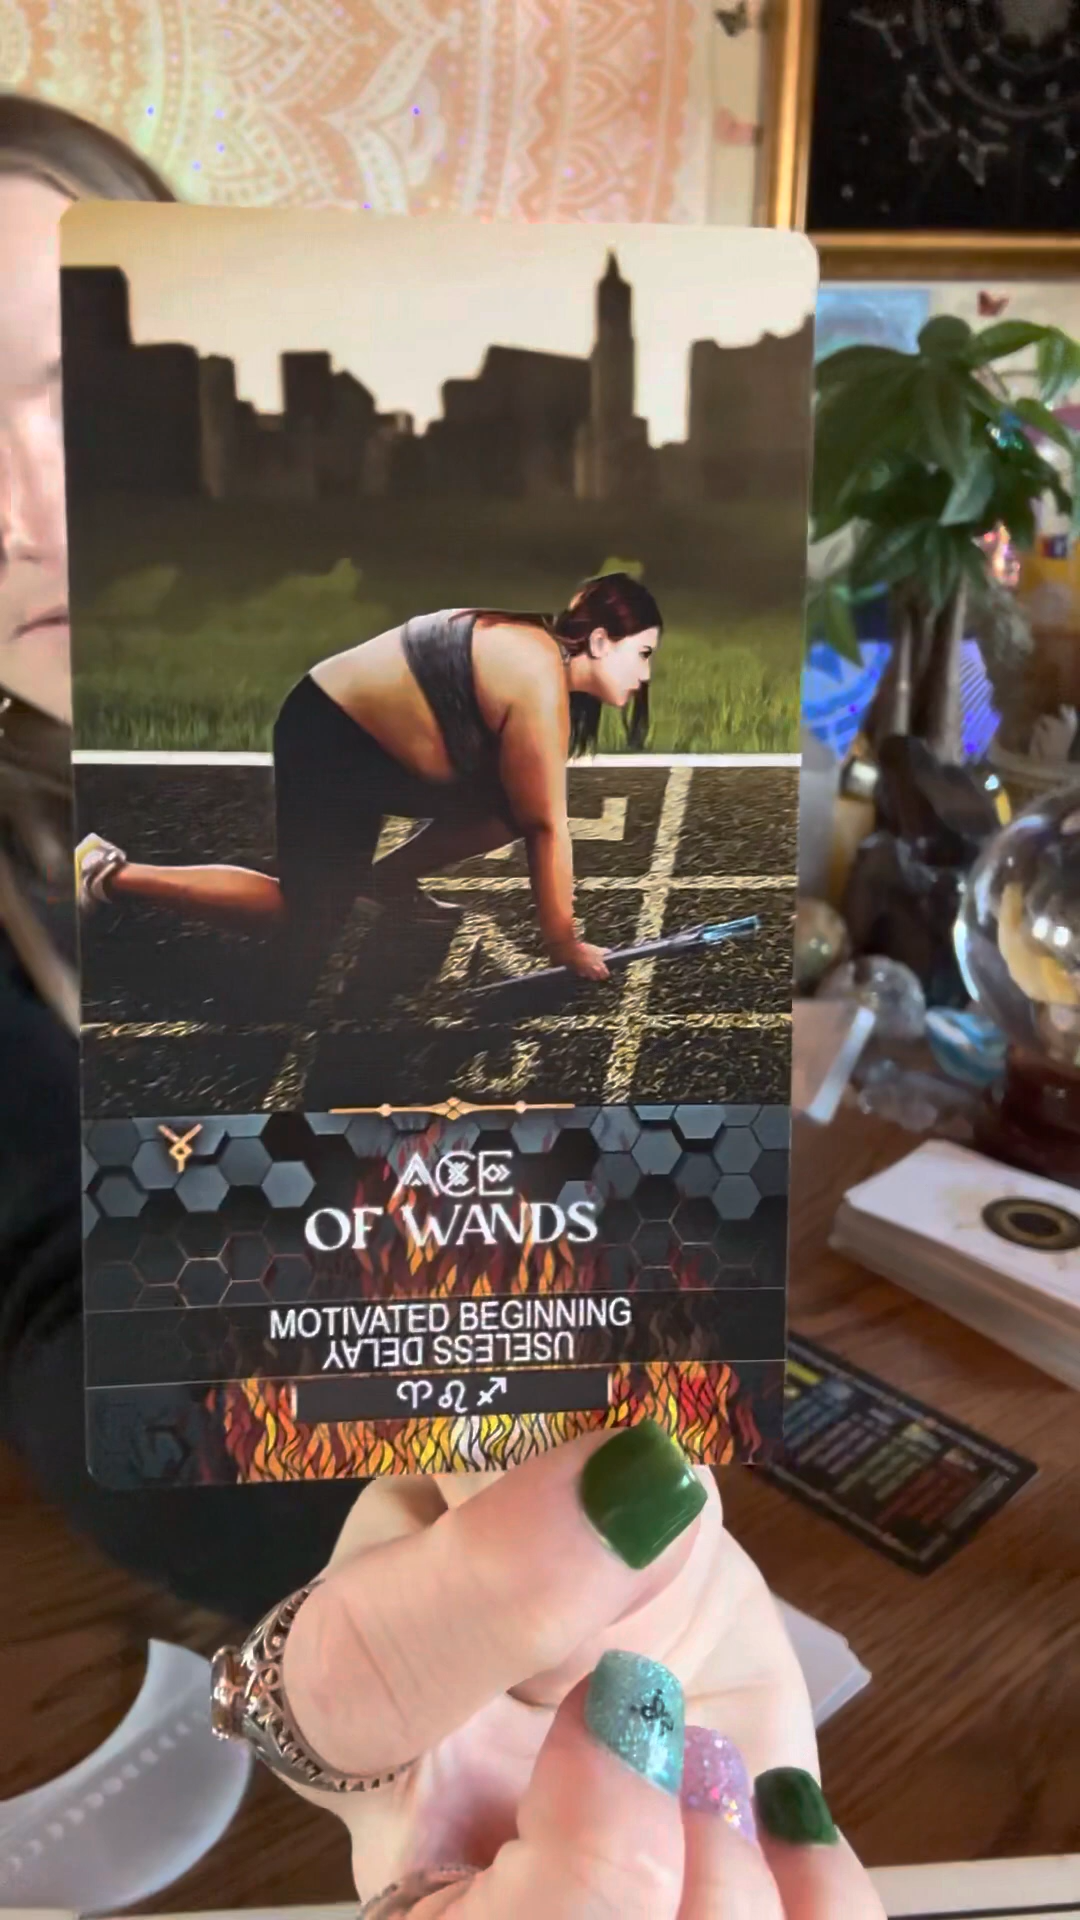 ACE
OF WANDS
MOTIVATED BEGINNING
USELESS DELAY
♈︎ ♌︎ ♐︎